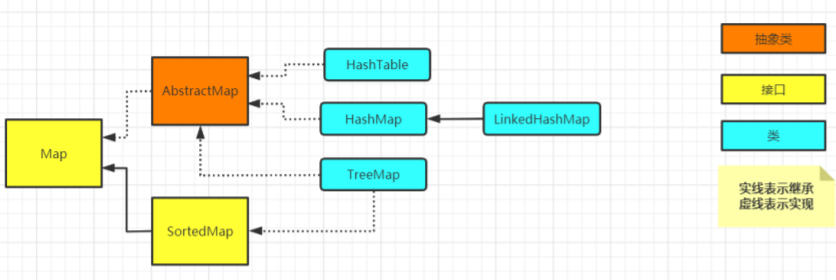 HashTable
抽象类
AbstractMap
接口
HashMap
LinkedHashMap
类
Map
TreeMap
实线表示继承
虚线表示实现
SortedMap